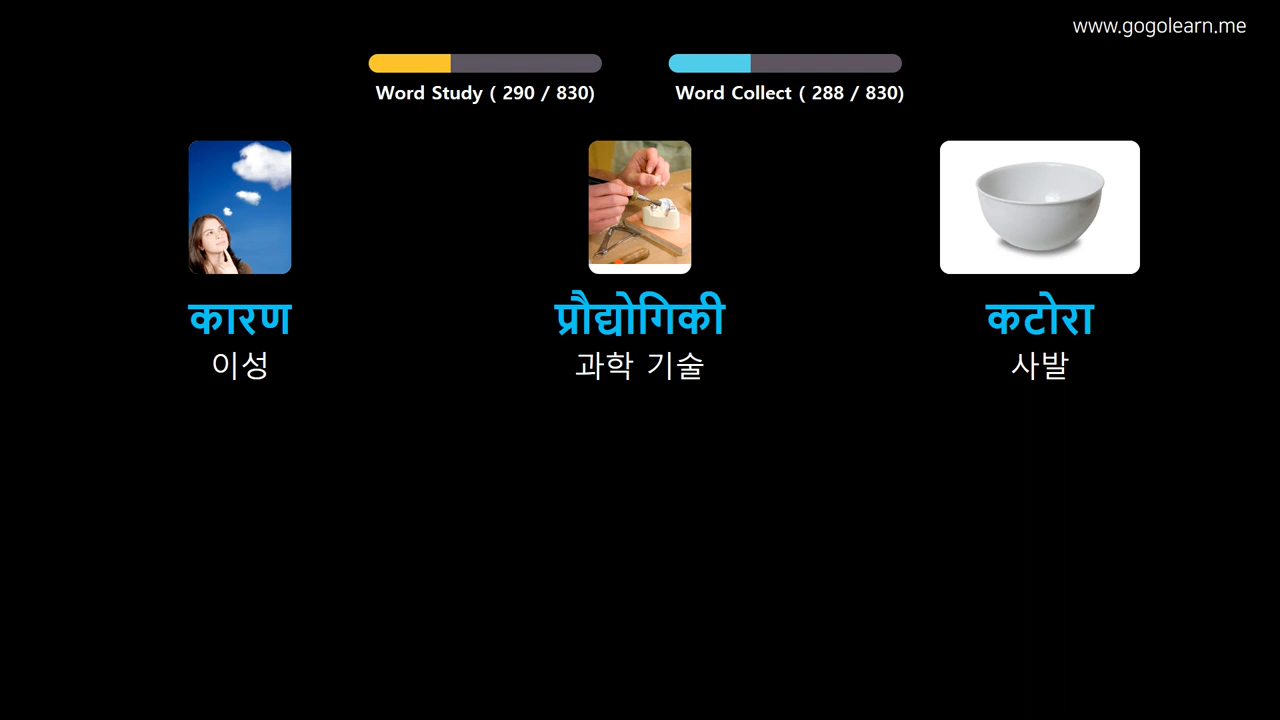 www.gogolearn.me
Word Study ( 290 / 830)
Word Collect ( 288 / 830)
कारण
이성
प्रौद्योगिकी
과학 기술
कटोरा
사발